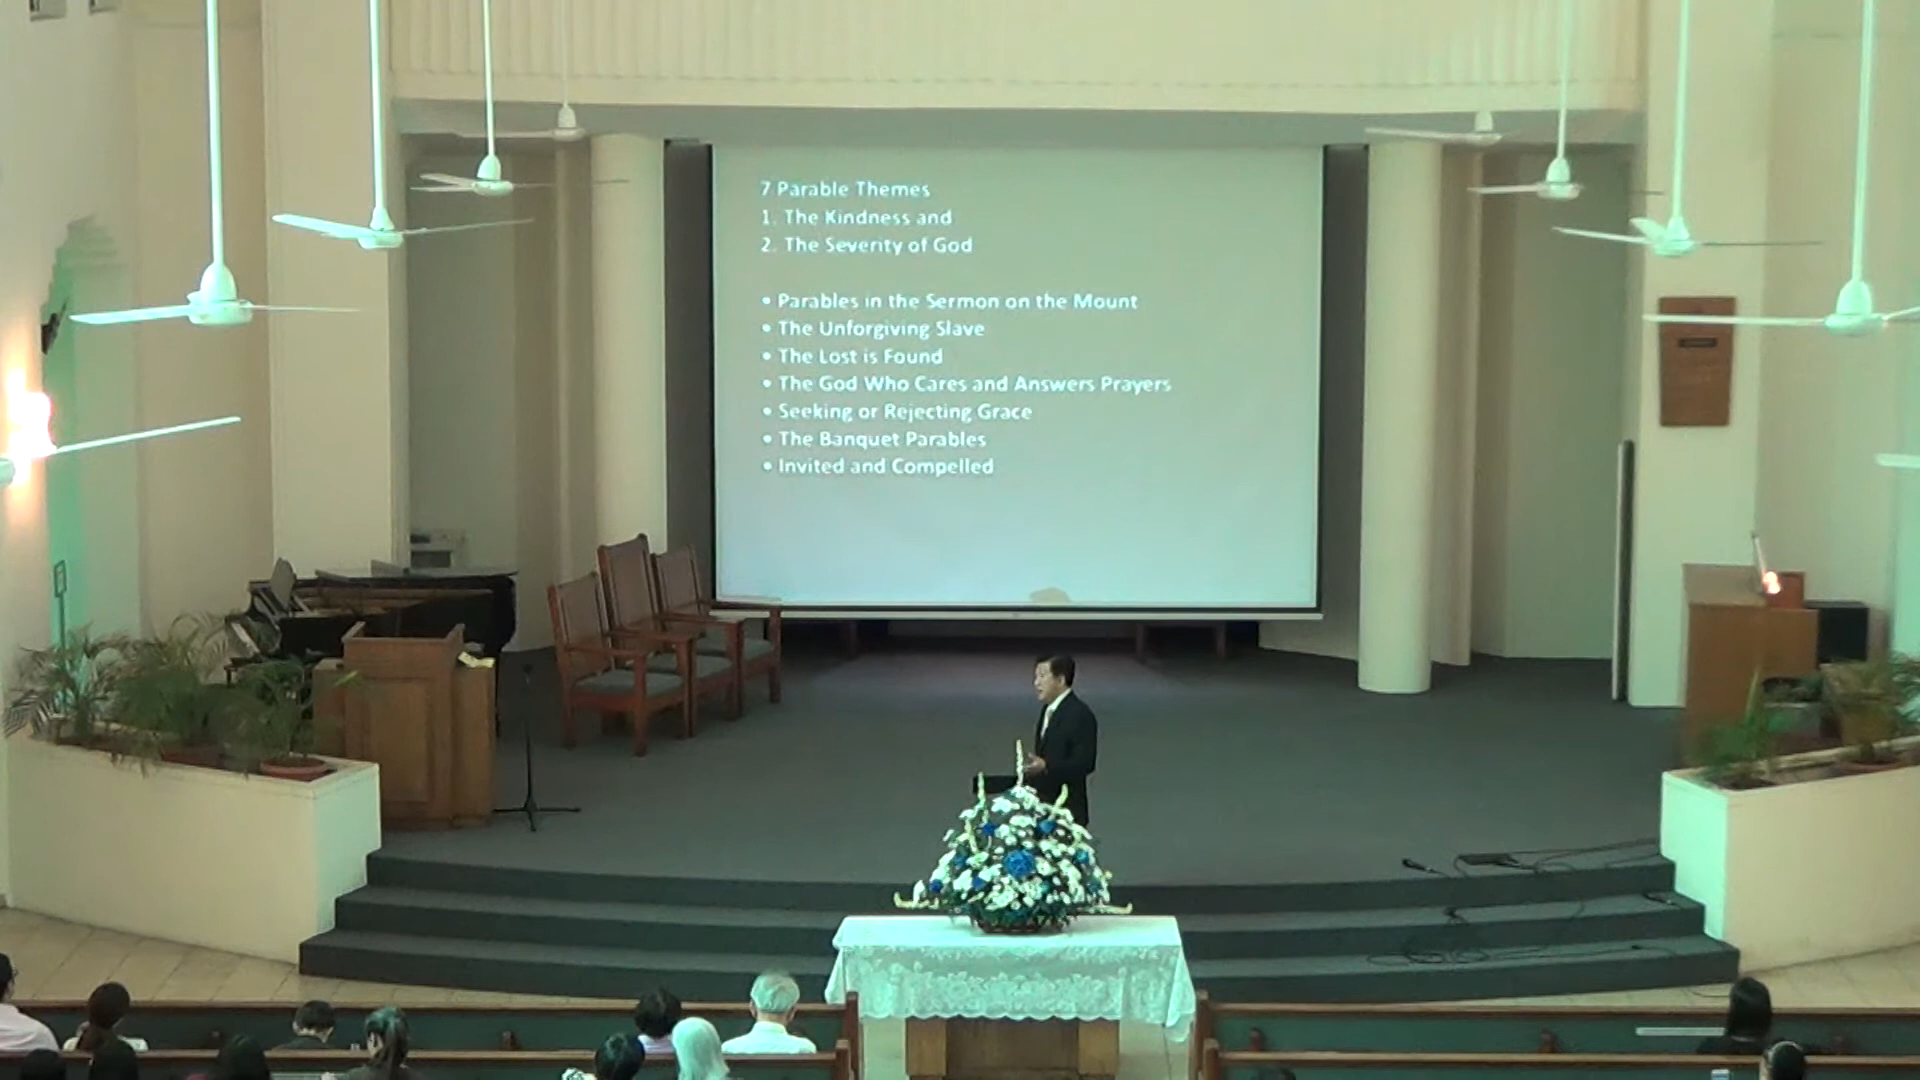 7 Parable Themes
1. The Kindness and
2. The Severity of God
• Parables in the Sermon on the Mount
• The Unforgiving Slave
• The Lost is Found
• The God Who Cares and Answers Prayers
• Seeking or Rejecting Grace
• The Banquet Parables
• Invited and Compelled